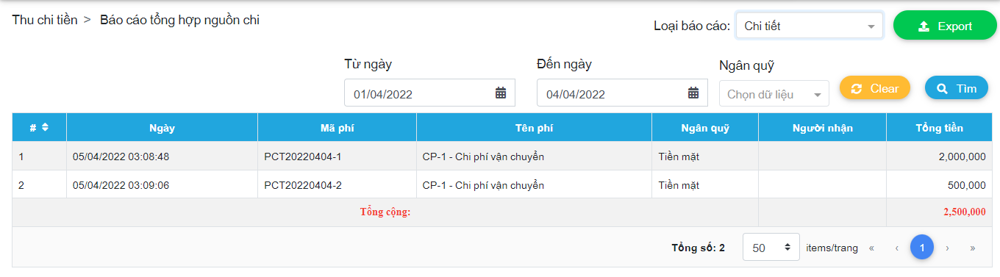 Thu chi tiền > Báo cáo tổng hợp nguồn chi
Loại báo cáo: Chi tiết Export
Từ ngày Đến ngày Ngân quỹ
01/04/2022 04/04/2022 Chọn dữ liệu Clear Tìm
# Ngày Mã phí Tên phí Ngân quỹ Người nhận Tổng tiền
1 05/04/2022 03:08:48 PCT20220404-1 CP-1 - Chi phí vận chuyển Tiền mặt 2,000,000
2 05/04/2022 03:09:06 PCT20220404-2 CP-1 - Chi phí vận chuyển Tiền mặt 500,000
Tổng cộng: 2,500,000
Tổng số: 2 50 items/trang « ‹ 1 › »